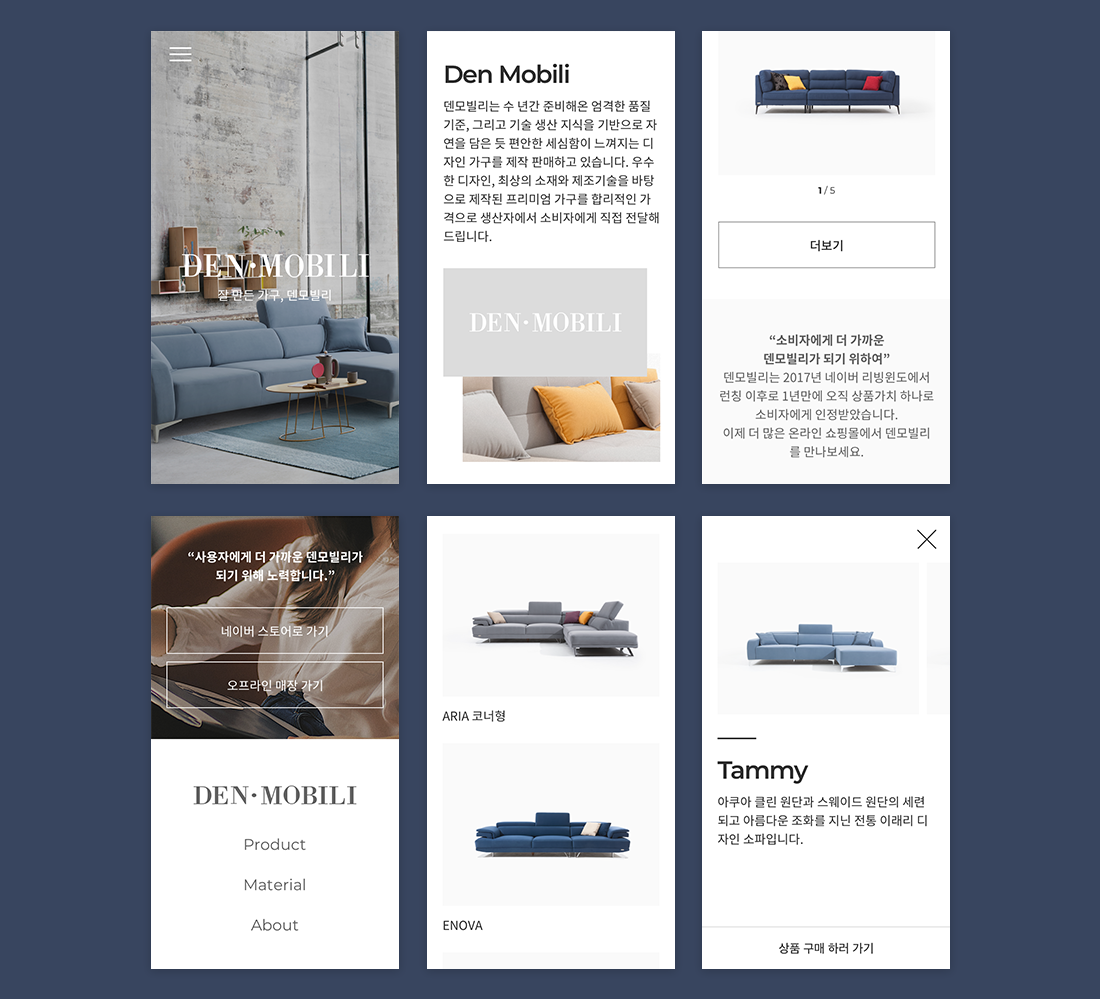 DEN·MOBILI
잘 만든 가구, 덴모빌리
Den Mobili
덴모빌리는 수 년간 준비해온 엄격한 품질
기준, 그리고 기술 생산 지식을 기반으로 자
연을 담은 듯 편안한 세심함이 느껴지는 디
자인 가구를 제작 판매하고 있습니다. 우수
한 디자인, 최상의 소재와 제조기술을 바탕
으로 제작된 프리미엄 가구를 합리적인 가
격으로 생산자에서 소비자에게 직접 전달해
드립니다.
DEN·MOBILI
1 / 5
더보기
“소비자에게 더 가까운
덴모빌리가 되기 위하여”
덴모빌리는 2017년 네이버 리빙윈도에서
런칭 이후로 1년만에 오직 상품가치 하나로
소비자에게 인정받았습니다.
이제 더 많은 온라인 쇼핑몰에서 덴모빌리
를 만나보세요.
“사용자에게 더 가까운 덴모빌리가
되기 위해 노력합니다.”
네이버 스토어로 가기
오프라인 매장 가기
DEN·MOBILI
Product
Material
About
ARIA 코너형
ENOVA
Tammy
아쿠아 클린 원단과 스웨이드 원단의 세련
되고 아름다운 조화를 지닌 전통 이래리 디
자인 소파입니다.
상품 구매 하러 가기